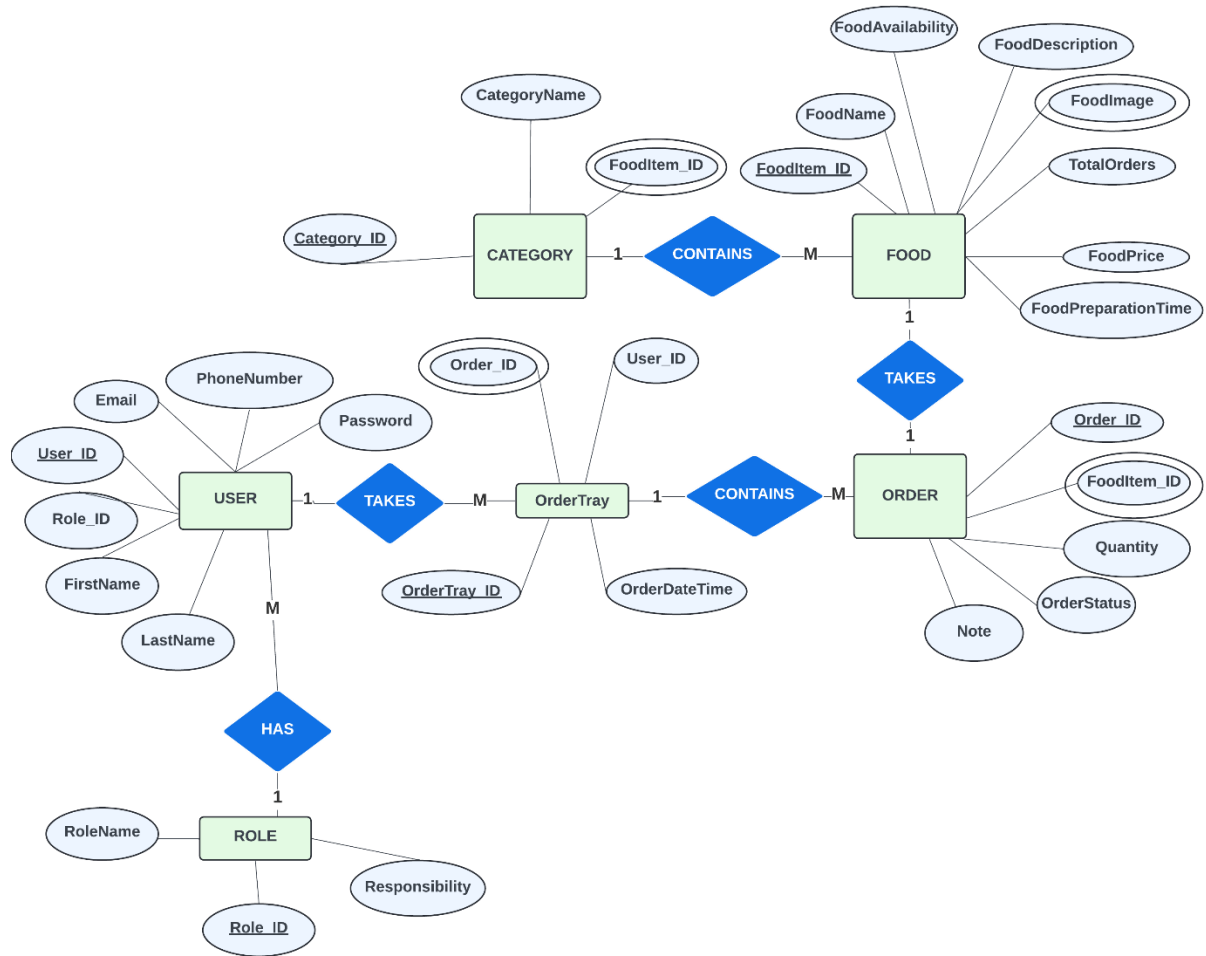 FoodAvailability
FoodDescription
CategoryName
FoodImage
FoodName
FoodItem_ID
FoodItem_ID
TotalOrders
Category_ID
CATEGORY
1
CONTAINS
M
FOOD
FoodPrice
FoodPreparationTime
1
Order_ID
User_ID
TAKES
PhoneNumber
Email
Password
Order_ID
1
User_ID
FoodItem_ID
USER
1
TAKES
M
OrderTray
1
CONTAINS
M
ORDER
Role_ID
Quantity
FirstName
OrderTray_ID
OrderDateTime
OrderStatus
M
LastName
Note
HAS
1
RoleName
ROLE
Responsibility
Role_ID